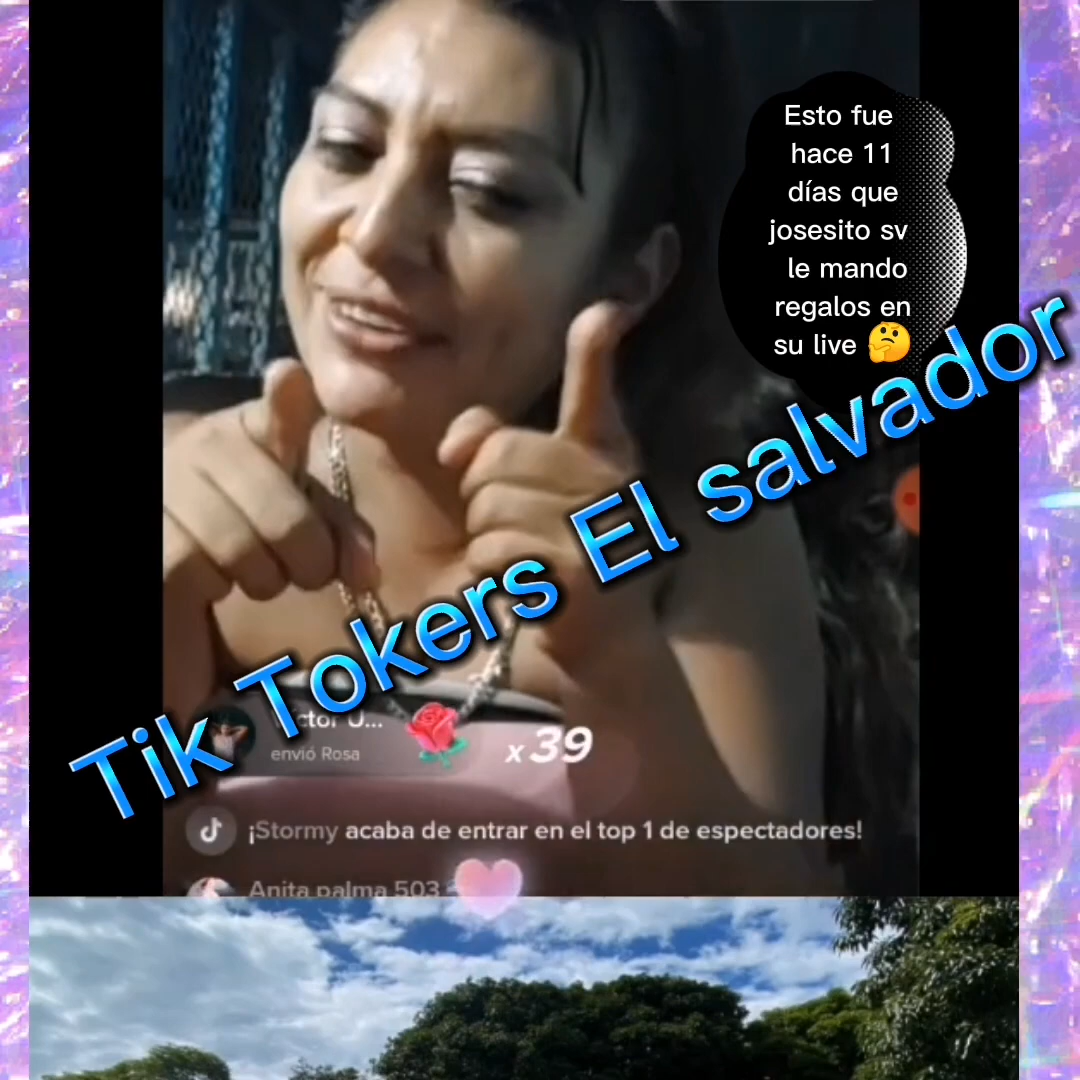 Esto fue
hace 11
días que
josesito sv
le mando
regalos en
su live 🤔
Tik Tokers El salvador
envió Rosa
x 39
¡Stormy acaba de entrar en el top 1 de espectadores!
Anita palma 503